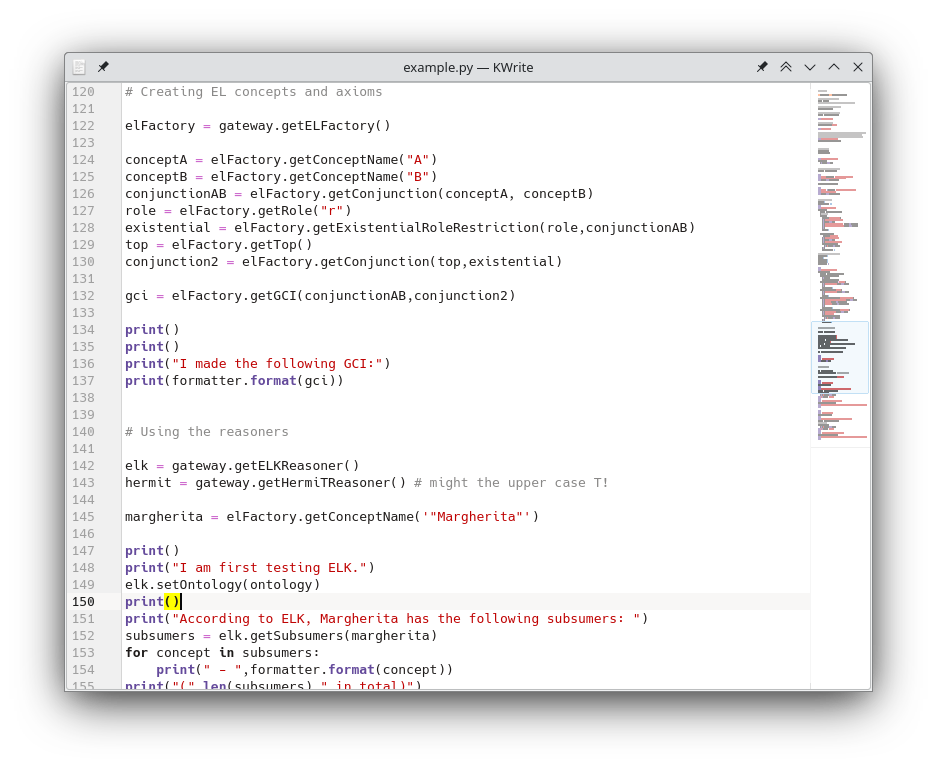 example.py — KWrite
120 # Creating EL concepts and axioms
121
122 elFactory = gateway.getELFactory()
123
124 conceptA = elFactory.getConceptName("A")
125 conceptB = elFactory.getConceptName("B")
126 conjunctionAB = elFactory.getConjunction(conceptA, conceptB)
127 role = elFactory.getRole("r")
128 existential = elFactory.getExistentialRoleRestriction(role,conjunctionAB)
129 top = elFactory.getTop()
130 conjunction2 = elFactory.getConjunction(top,existential)
131
132 gci = elFactory.getGCI(conjunctionAB,conjunction2)
133
134 print()
135 print()
136 print("I made the following GCI:")
137 print(formatter.format(gci))
138
139
140 # Using the reasoners
141
142 elk = gateway.getELKReasoner()
143 hermit = gateway.getHermiTReasoner() # might the upper case T!
144
145 margherita = elFactory.getConceptName('"Margherita"')
146
147 print()
148 print("I am first testing ELK.")
149 elk.setOntology(ontology)
150 print()
151 print("According to ELK, Margherita has the following subsumers: ")
152 subsumers = elk.getSubsumers(margherita)
153 for concept in subsumers:
154     print(" - ",formatter.format(concept))
155 print("(",len(subsumers)," in total)")